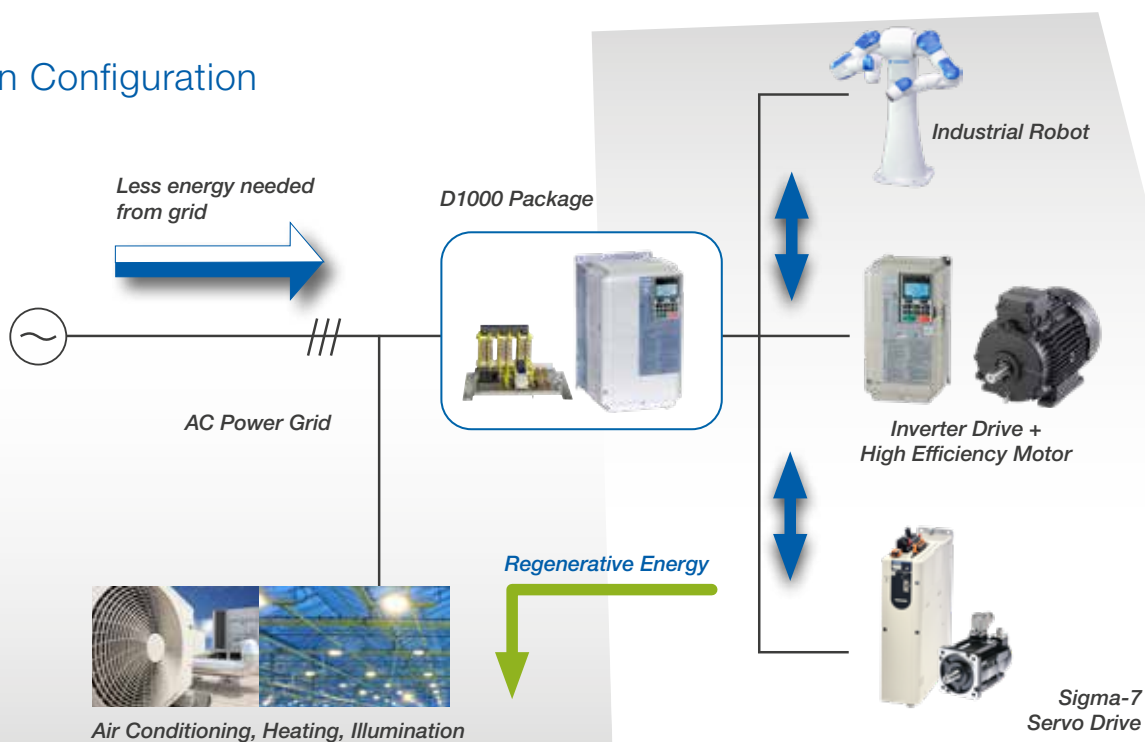 n Configuration
Industrial Robot
Less energy needed
from grid
D1000 Package
AC Power Grid
Inverter Drive +
High Efficiency Motor
Regenerative Energy
Sigma-7
Servo Drive
Air Conditioning, Heating, Illumination